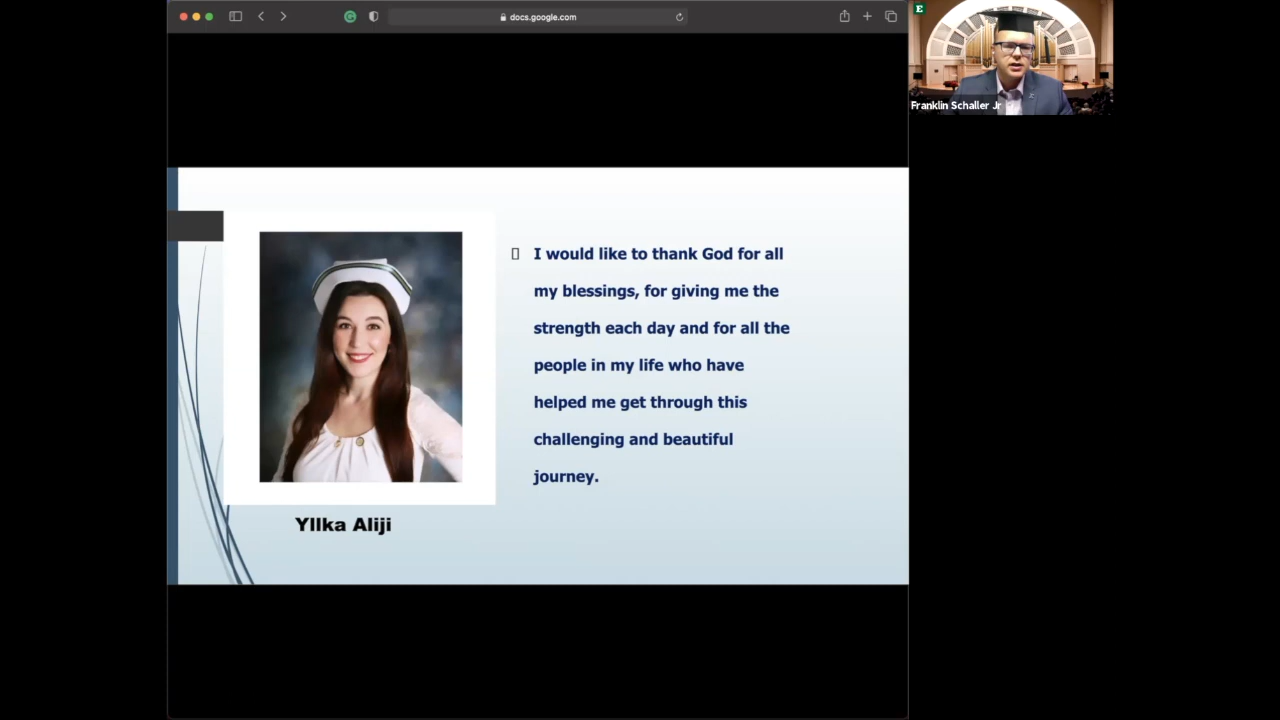 docs.google.com
E
Franklin Schaller Jr
I would like to thank God for all
my blessings, for giving me the
strength each day and for all the
people in my life who have
helped me get through this
challenging and beautiful
journey.
Yllka Aliji